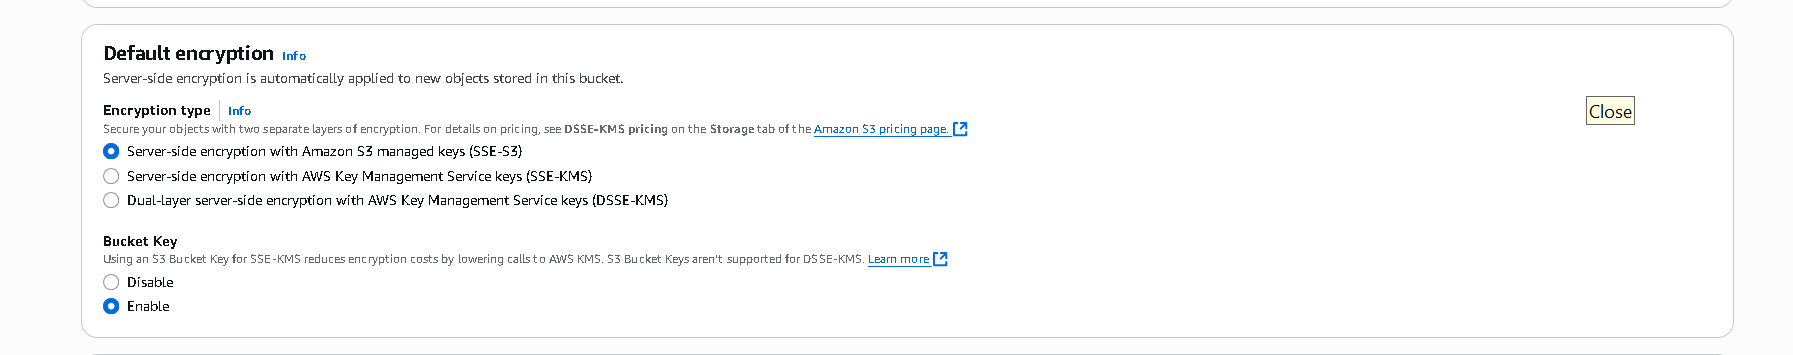 Default encryption Info
Server-side encryption is automatically applied to new objects stored in this bucket.
Encryption type Info
Secure your objects with two separate layers of encryption. For details on pricing, see DSSE-KMS pricing on the Storage tab of the Amazon S3 pricing page.
Server-side encryption with Amazon S3 managed keys (SSE-S3)
Server-side encryption with AWS Key Management Service keys (SSE-KMS)
Dual-layer server-side encryption with AWS Key Management Service keys (DSSE-KMS)
Bucket Key
Using an S3 Bucket Key for SSE-KMS reduces encryption costs by lowering calls to AWS KMS. S3 Bucket Keys aren't supported for DSSE-KMS. Learn more
Disable
Enable
Close